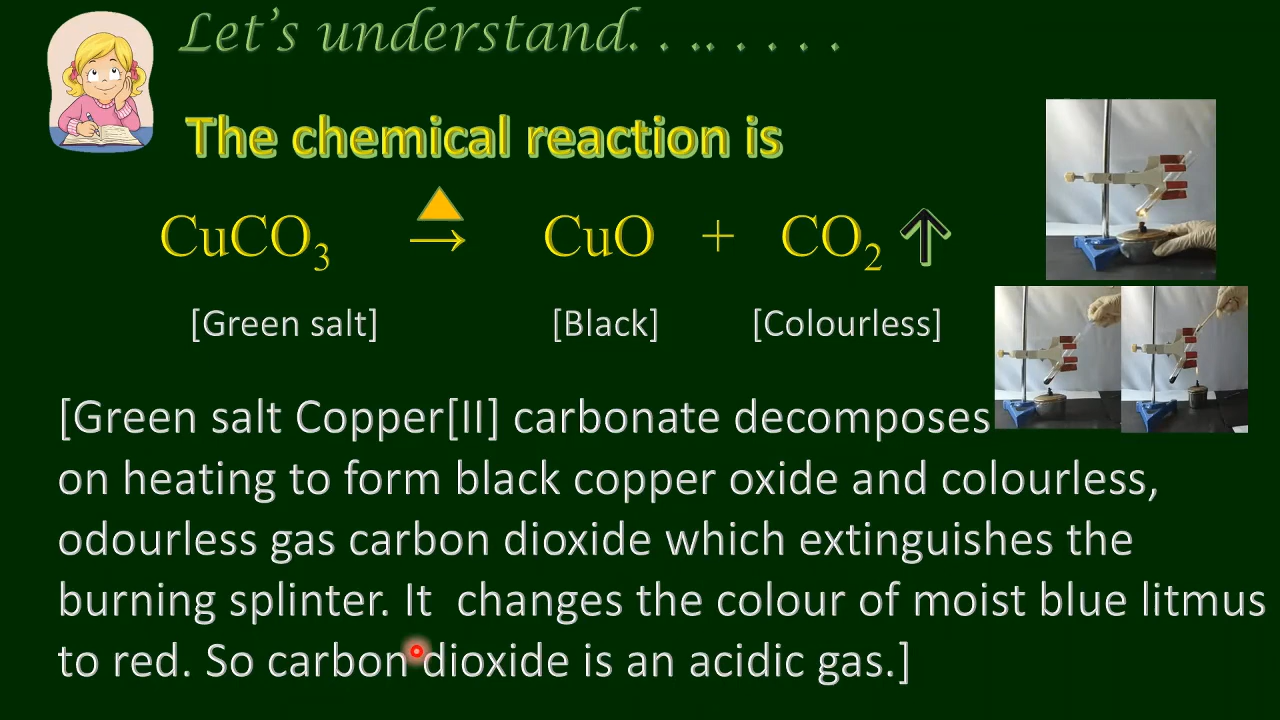 Let's understand. . .. . . . .
The chemical reaction is
CuCO₃ → CuO + CO₂ ↑
[Green salt] [Black] [Colourless]
[Green salt Copper[II] carbonate decomposes
on heating to form black copper oxide and colourless,
odourless gas carbon dioxide which extinguishes the
burning splinter. It changes the colour of moist blue litmus
to red. So carbon dioxide is an acidic gas.]